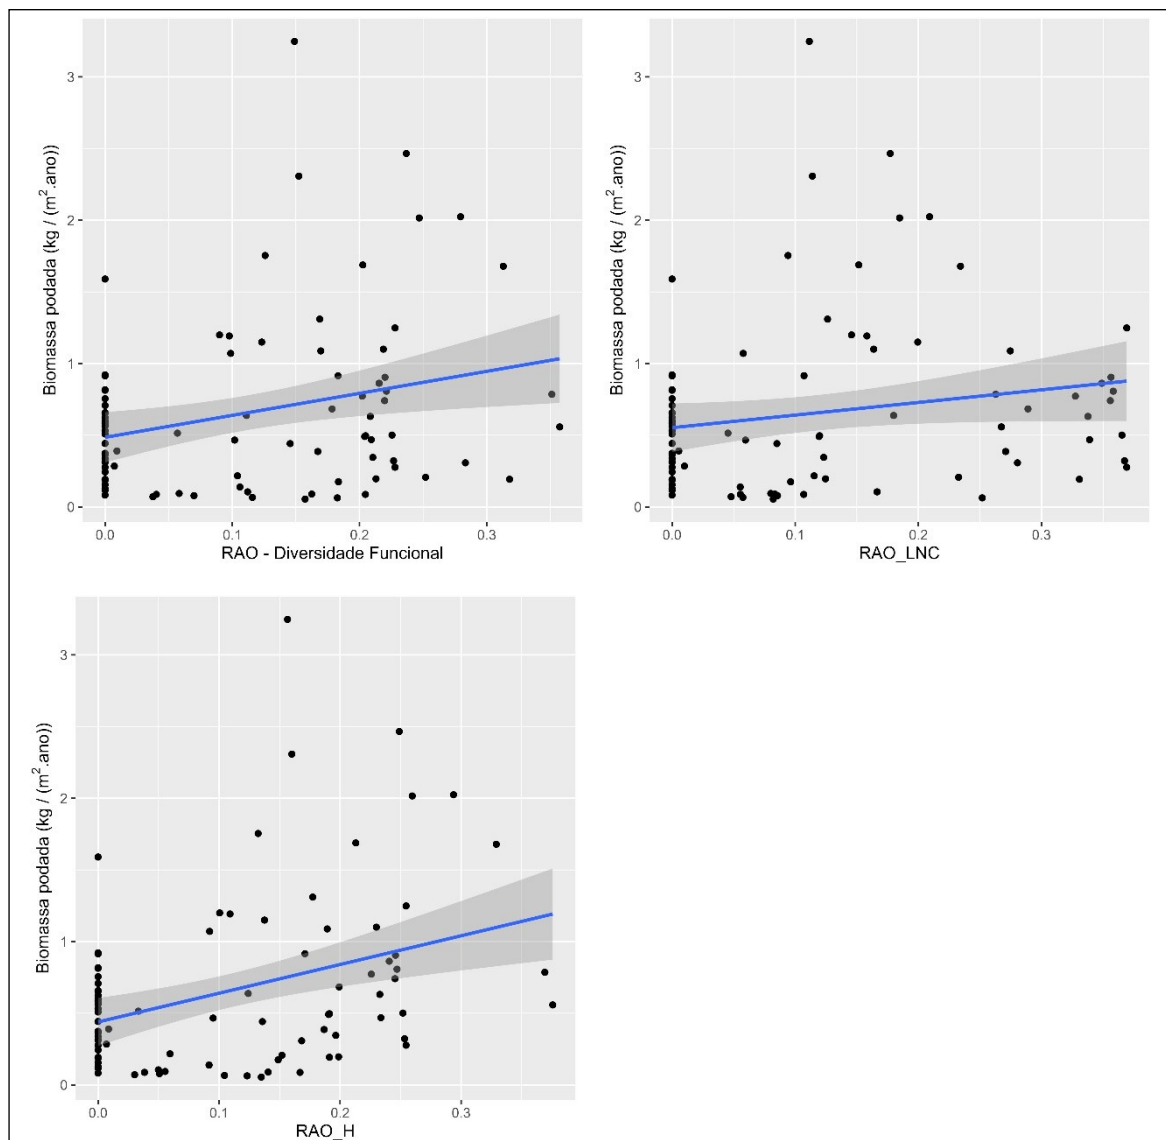 Biomassa podada (kg / (m².ano))
3
2
1
0
0.0 0.1 0.2 0.3
RAO - Diversidade Funcional
Biomassa podada (kg / (m².ano))
3
2
1
0
0.0 0.1 0.2 0.3
RAO_LNC
Biomassa podada (kg / (m².ano))
3
2
1
0
0.0 0.1 0.2 0.3
RAO_H